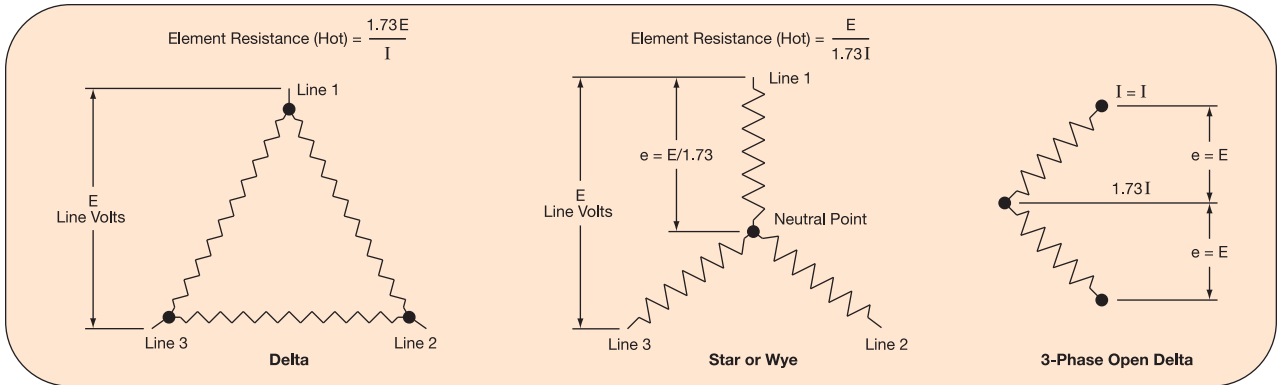 Element Resistance (Hot) = 1.73E / I
Line 1
E
Line Volts
Line 3
Line 2
Delta
Element Resistance (Hot) = E / 1.73I
Line 1
e = E/1.73
E
Line Volts
Neutral Point
Line 3
Line 2
Star or Wye
I = I
e = E
1.73I
e = E
3-Phase Open Delta